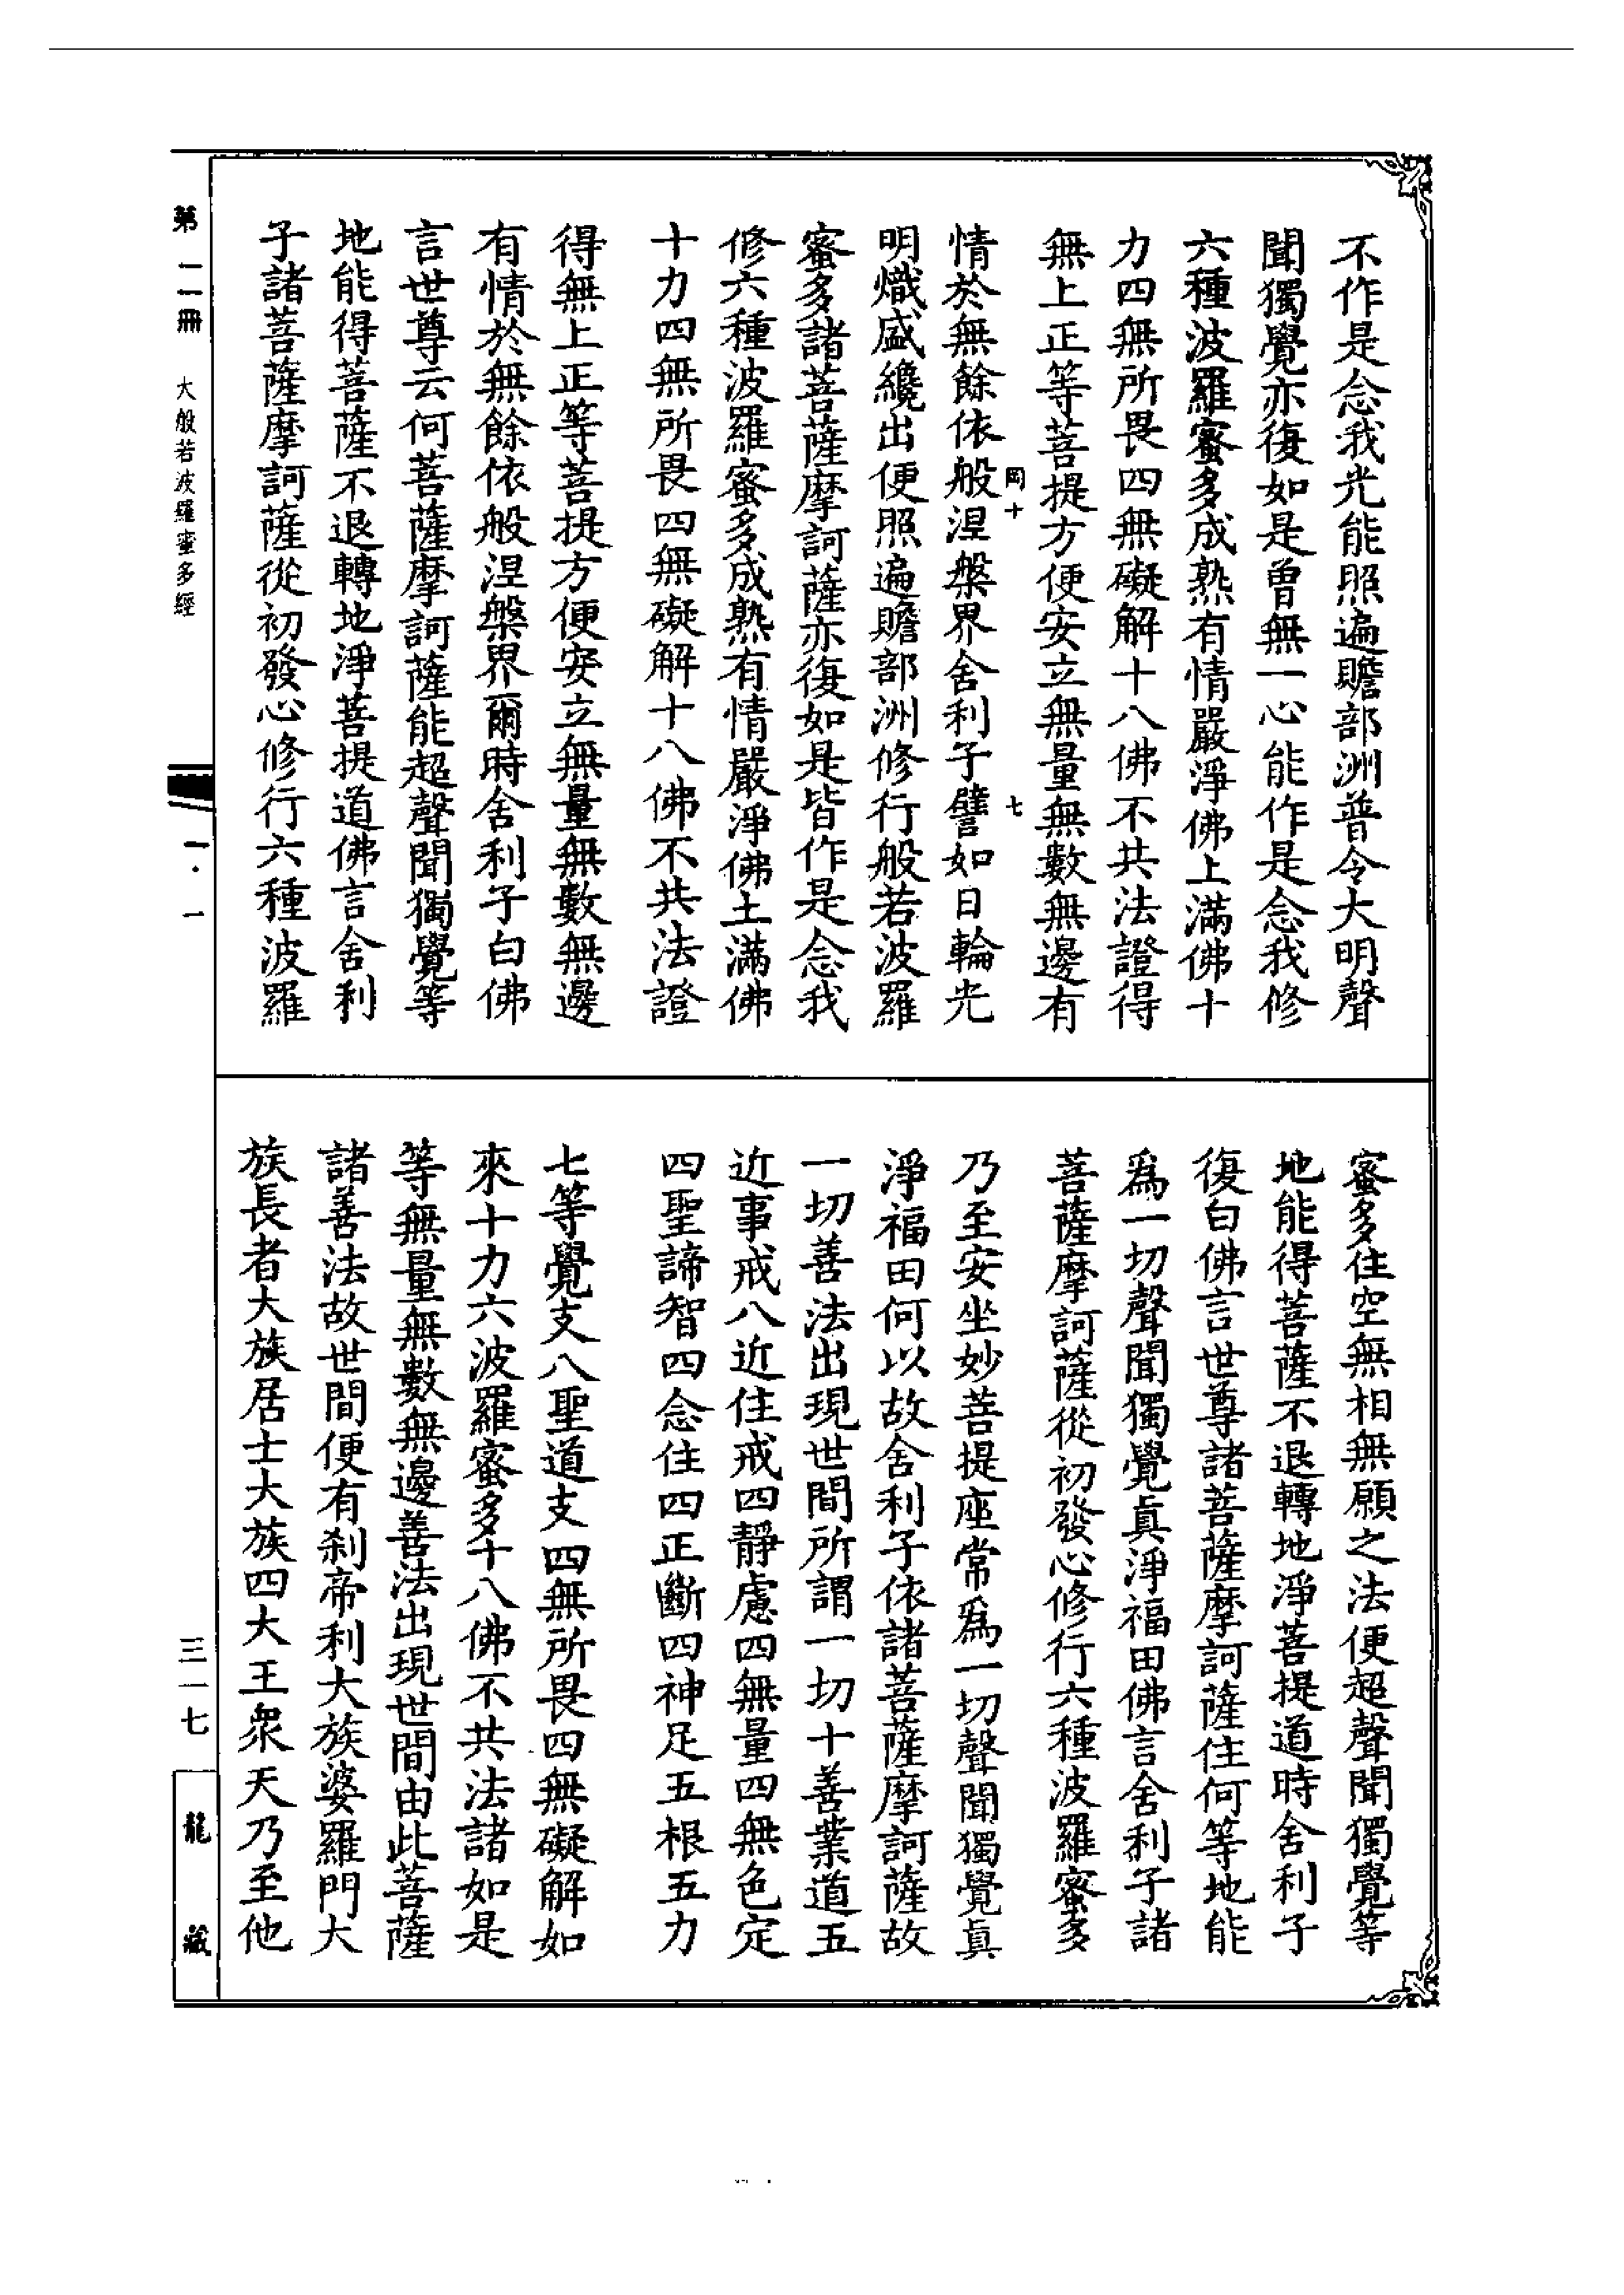 不作是念我光能照遍贍部洲普令大明聲
聞獨覺亦復如是曾無一心能作是念我修
六種波羅蜜多成熟有情嚴淨佛土滿佛十
力四無所畏四無礙解十八佛不共法證得
無上正等菩提方便安立無量無數無邊有
岡十 七
情於無餘依般涅槃界舍利子譬如日輪光
明熾盛纔出便照遍贍部洲修行般若波羅
蜜多諸菩薩摩訶薩亦復如是皆作是念我
修六種波羅蜜多成熟有情嚴淨佛土滿佛
十力四無所畏四無礙解十八佛不共法證
得無上正等菩提方便安立無量無數無邊
有情於無餘依般涅槃界爾時舍利子白佛
言世尊云何菩薩摩訶薩能超聲聞獨覺等
地能得菩薩不退轉地淨菩提道佛言舍利
子諸菩薩摩訶薩從初發心修行六種波羅
蜜多住空無相無願之法便超聲聞獨覺等
地能得菩薩不退轉地淨菩提道時舍利子
復白佛言世尊諸菩薩摩訶薩住何等地能
爲一切聲聞獨覺眞淨福田佛言舍利子諸
菩薩摩訶薩從初發心修行六種波羅蜜多
乃至安坐妙菩提座常爲一切聲聞獨覺眞
淨福田何以故舍利子依諸菩薩摩訶薩故
一切善法出現世間所謂一切十善業道五
近事戒八近住戒四靜慮四無量四無色定
四聖諦智四念住四正斷四神足五根五力
七等覺支八聖道支四無所畏四無礙解如
來十力六波羅蜜多十八佛不共法諸如是
等無量無數無邊善法出現世間由此菩薩
諸善法故世間便有剎帝利大族婆羅門大
族長者大族居士大族四大王衆天乃至他
第二冊 大般若波羅蜜多經 一·一 三一七 龍藏